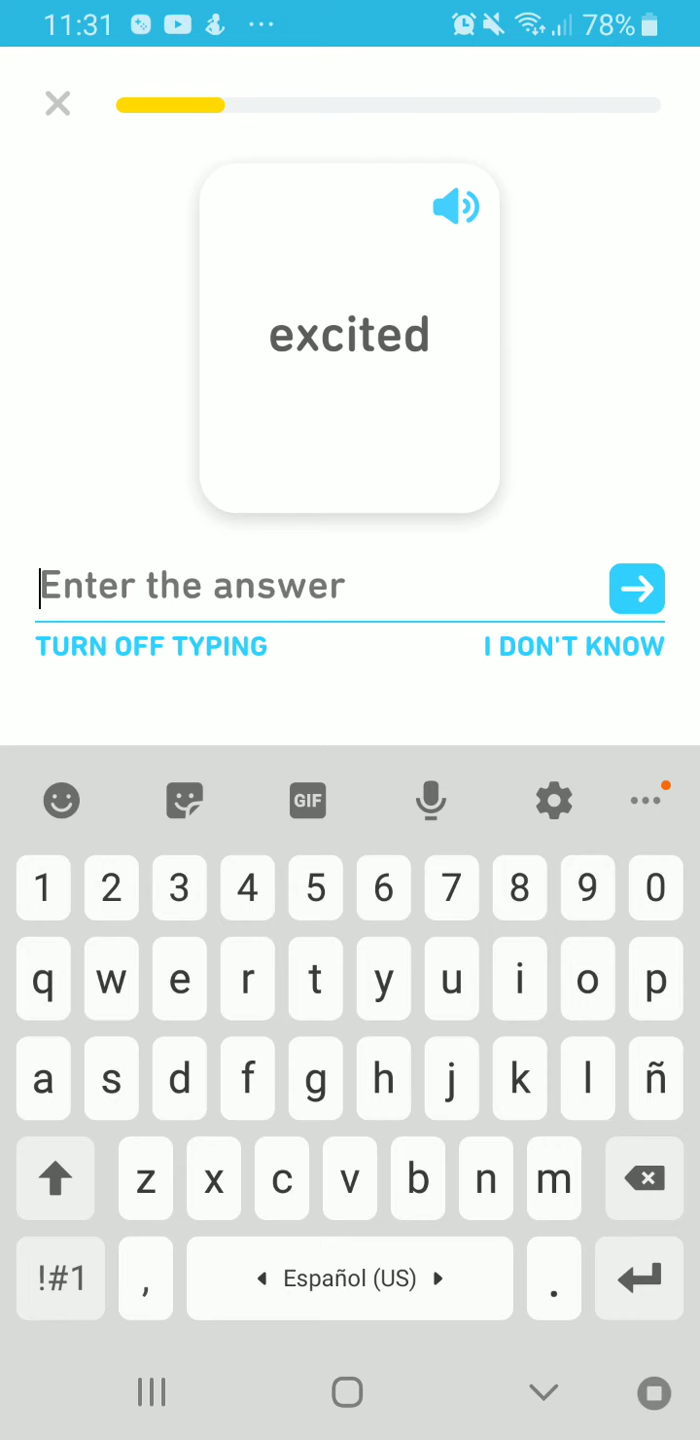 11:31 78%
excited
Enter the answer
TURN OFF TYPING I DON'T KNOW
GIF
1 2 3 4 5 6 7 8 9 0
q w e r t y u i o p
a s d f g h j k l ñ
z x c v b n m
!#1 , Español (US) .